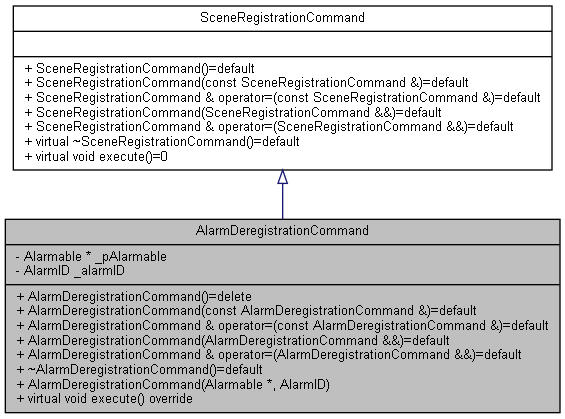 SceneRegistrationCommand
+ SceneRegistrationCommand()=default
+ SceneRegistrationCommand(const SceneRegistrationCommand &)=default
+ SceneRegistrationCommand & operator=(const SceneRegistrationCommand &)=default
+ SceneRegistrationCommand(SceneRegistrationCommand &&)=default
+ SceneRegistrationCommand & operator=(SceneRegistrationCommand &&)=default
+ virtual ~SceneRegistrationCommand()=default
+ virtual void execute()=0
AlarmDeregistrationCommand
- Alarmable * _pAlarmable
- AlarmID _alarmID
+ AlarmDeregistrationCommand()=delete
+ AlarmDeregistrationCommand(const AlarmDeregistrationCommand &)=default
+ AlarmDeregistrationCommand & operator=(const AlarmDeregistrationCommand &)=default
+ AlarmDeregistrationCommand(AlarmDeregistrationCommand &&)=default
+ AlarmDeregistrationCommand & operator=(AlarmDeregistrationCommand &&)=default
+ ~AlarmDeregistrationCommand()=default
+ AlarmDeregistrationCommand(Alarmable *, AlarmID)
+ virtual void execute() override